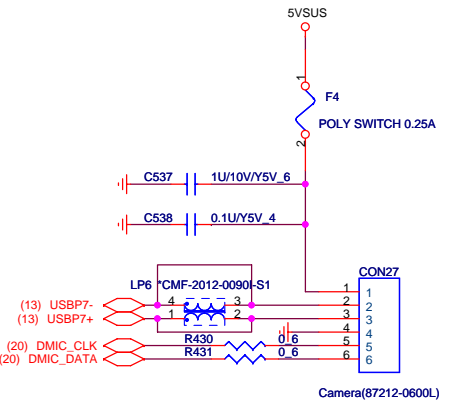 5VSUS
1
F4
POLY SWITCH 0.25A
2
C537 1U/10V/Y5V_6
C538 0.1U/Y5V_4
LP6 *CMF-2012-0090I-S1
CON27
(13) USBP7- 4 3 1 1
(13) USBP7+ 1 2 2 2
3 3
4 4
(20) DMIC_CLK R430 0_6 5 5
(20) DMIC_DATA R431 0_6 6 6
Camera(87212-0600L)